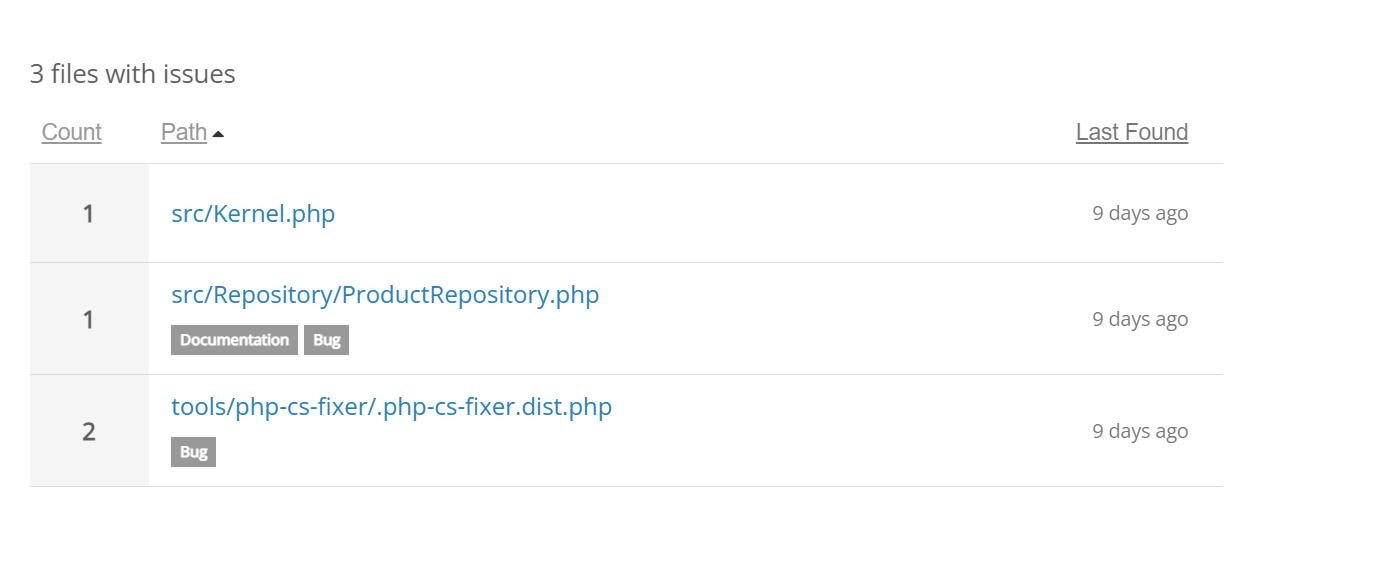 3 files with issues
Count Path Last Found
1 src/Kernel.php 9 days ago
src/Repository/ProductRepository.php
1 9 days ago
Documentation Bug
tools/php-cs-fixer/.php-cs-fixer.dist.php
2 9 days ago
Bug